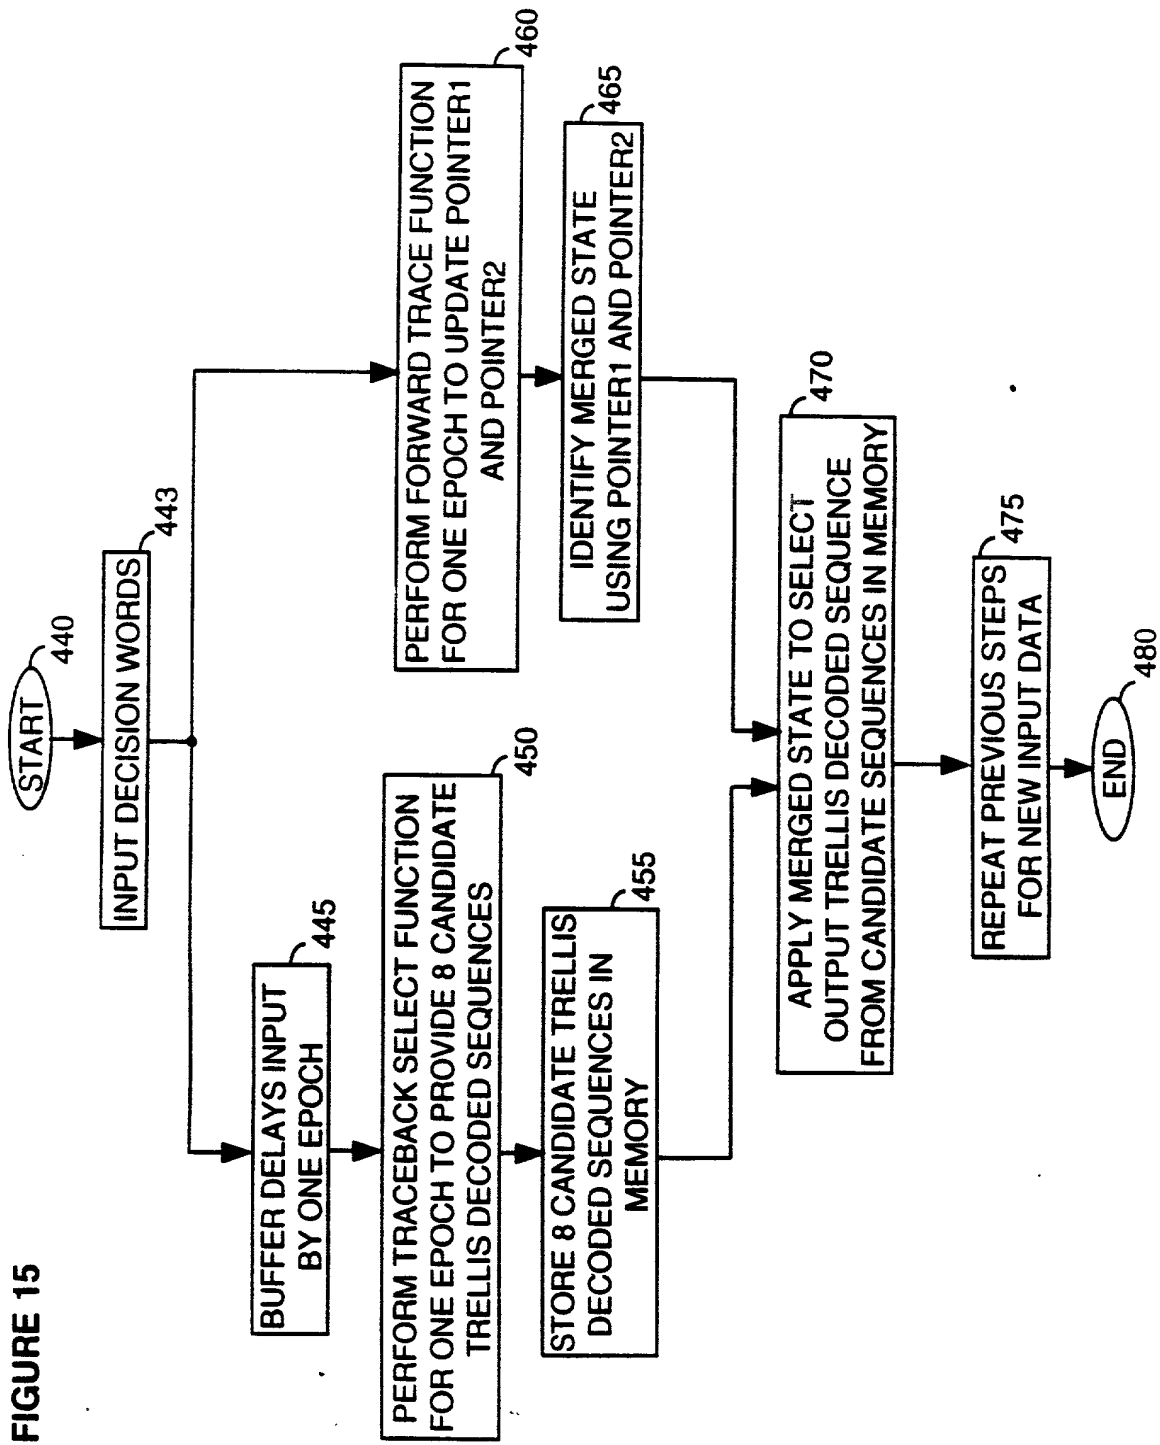 FIGURE 15
START
440
INPUT DECISION WORDS
443
BUFFER DELAYS INPUT
BY ONE EPOCH
445
PERFORM TRACEBACK SELECT FUNCTION
FOR ONE EPOCH TO PROVIDE 8 CANDIDATE
TRELLIS DECODED SEQUENCES
450
STORE 8 CANDIDATE TRELLIS
DECODED SEQUENCES IN
MEMORY
455
PERFORM FORWARD TRACE FUNCTION
FOR ONE EPOCH TO UPDATE POINTER1
AND POINTER2
460
IDENTIFY MERGED STATE
USING POINTER1 AND POINTER2
465
APPLY MERGED STATE TO SELECT
OUTPUT TRELLIS DECODED SEQUENCE
FROM CANDIDATE SEQUENCES IN MEMORY
470
REPEAT PREVIOUS STEPS
FOR NEW INPUT DATA
475
END
480